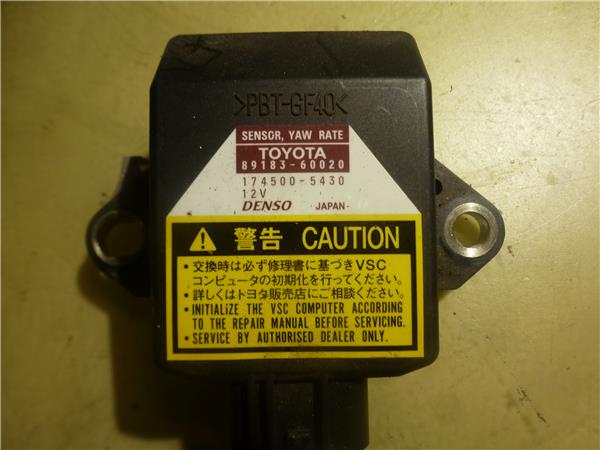 >PBT-GF40<
SENSOR, YAW RATE
TOYOTA
89183-60020
174500-5430
12V
DENSO JAPAN
警告 CAUTION
・交換時は必ず修理書に基づきVSC
コンピュータの初期化を行ってください。
・詳しくはトヨタ販売店にご相談ください。
・INITIALIZE THE VSC COMPUTER ACCORDING
TO THE REPAIR MANUAL BEFORE SERVICING.
・SERVICE BY AUTHORISED DEALER ONLY.